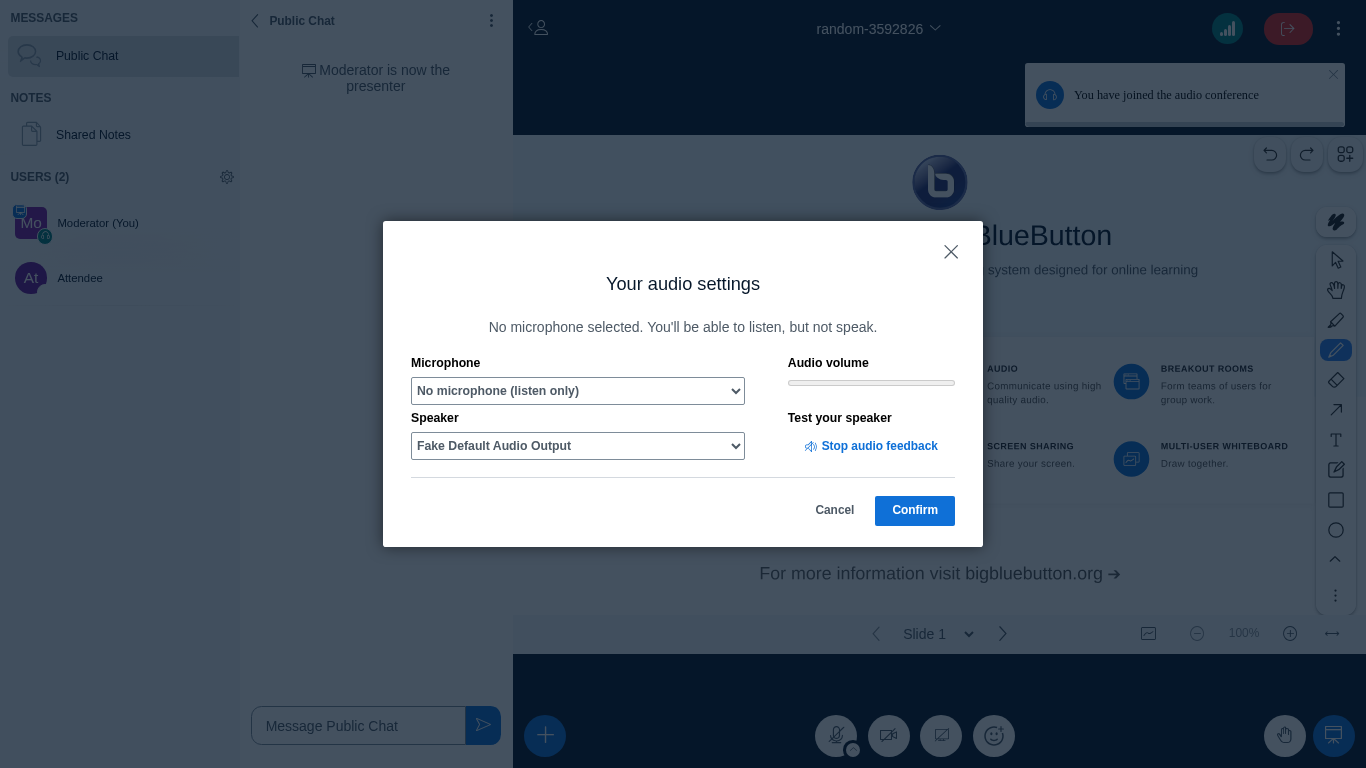 MESSAGES
Public Chat
NOTES
Shared Notes
USERS (2)
Mo
Moderator (You)
At
Attendee
Public Chat
Moderator is now the
presenter
Message Public Chat
random-3592826
You have joined the audio conference
BlueButton
system designed for online learning
AUDIO
Communicate using high
quality audio.
BREAKOUT ROOMS
Form teams of users for
group work.
SCREEN SHARING
Share your screen.
MULTI-USER WHITEBOARD
Draw together.
For more information visit bigbluebutton.org →
Slide 1
100%
Your audio settings
No microphone selected. You'll be able to listen, but not speak.
Microphone
No microphone (listen only)
Audio volume
Speaker
Fake Default Audio Output
Test your speaker
Stop audio feedback
Cancel
Confirm